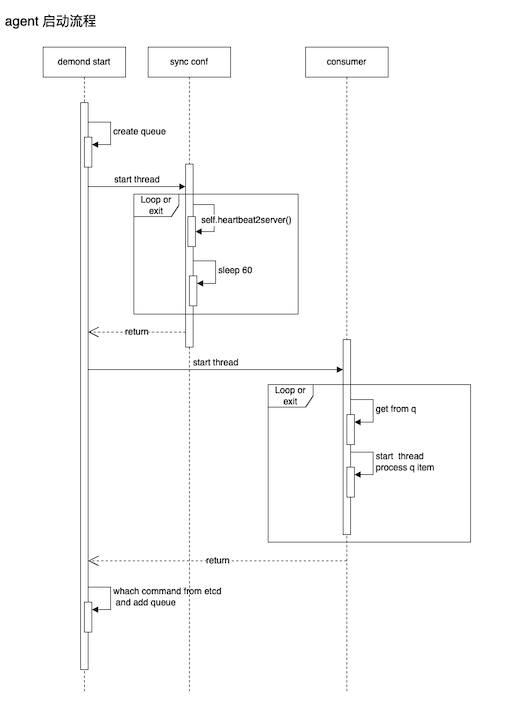 agent 启动流程
demond start
sync conf
consumer
create queue
start thread
Loop or
exit
self.heartbeat2server()
sleep 60
return
start thread
Loop or
exit
get from q
start thread
process q item
return
whach command from etcd
and add queue